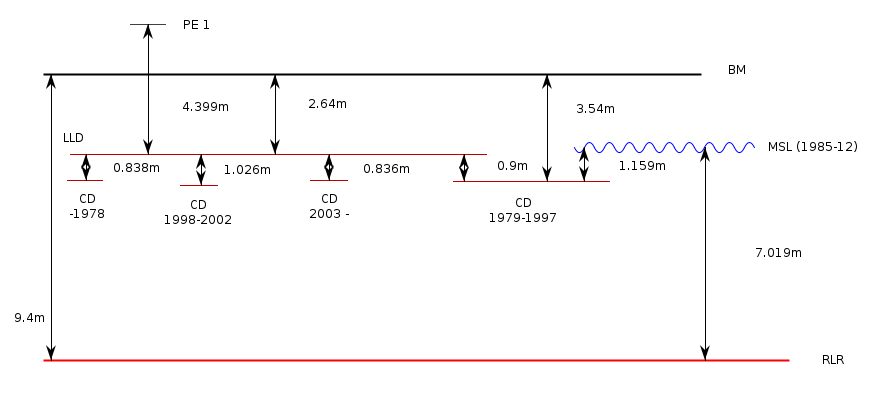 PE 1
BM
4.399m
2.64m
3.54m
LLD
MSL (1985-12)
0.838m
1.026m
0.836m
0.9m
1.159m
CD
-1978
CD
1998-2002
CD
2003 -
CD
1979-1997
7.019m
9.4m
RLR